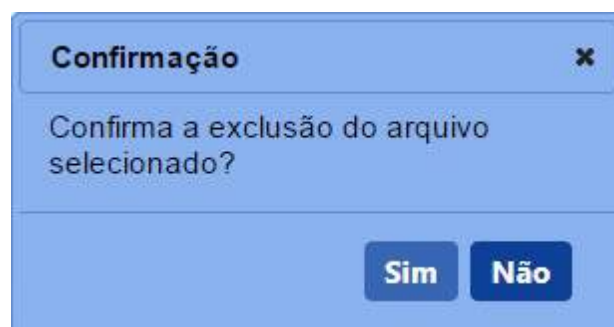 Confirmação
Confirma a exclusão do arquivo
selecionado?
Sim Não